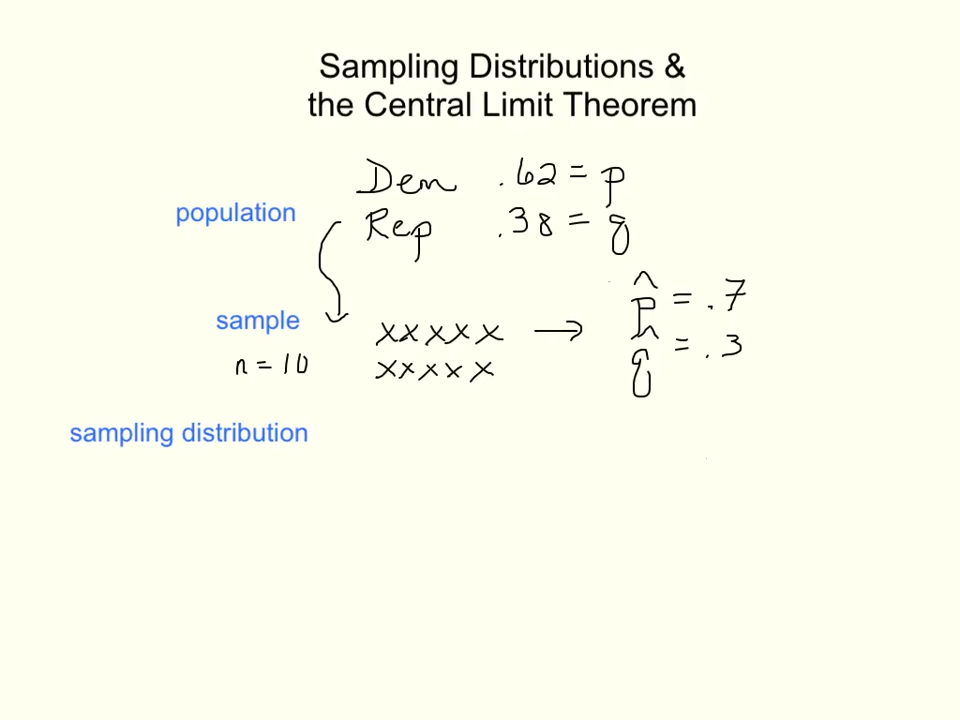 Sampling Distributions &
the Central Limit Theorem
Dem .62 = p
population
Rep .38 = q
p̂ = .7
sample
xxxxx →
q̂ = .3
n = 10 xxxxx
sampling distribution